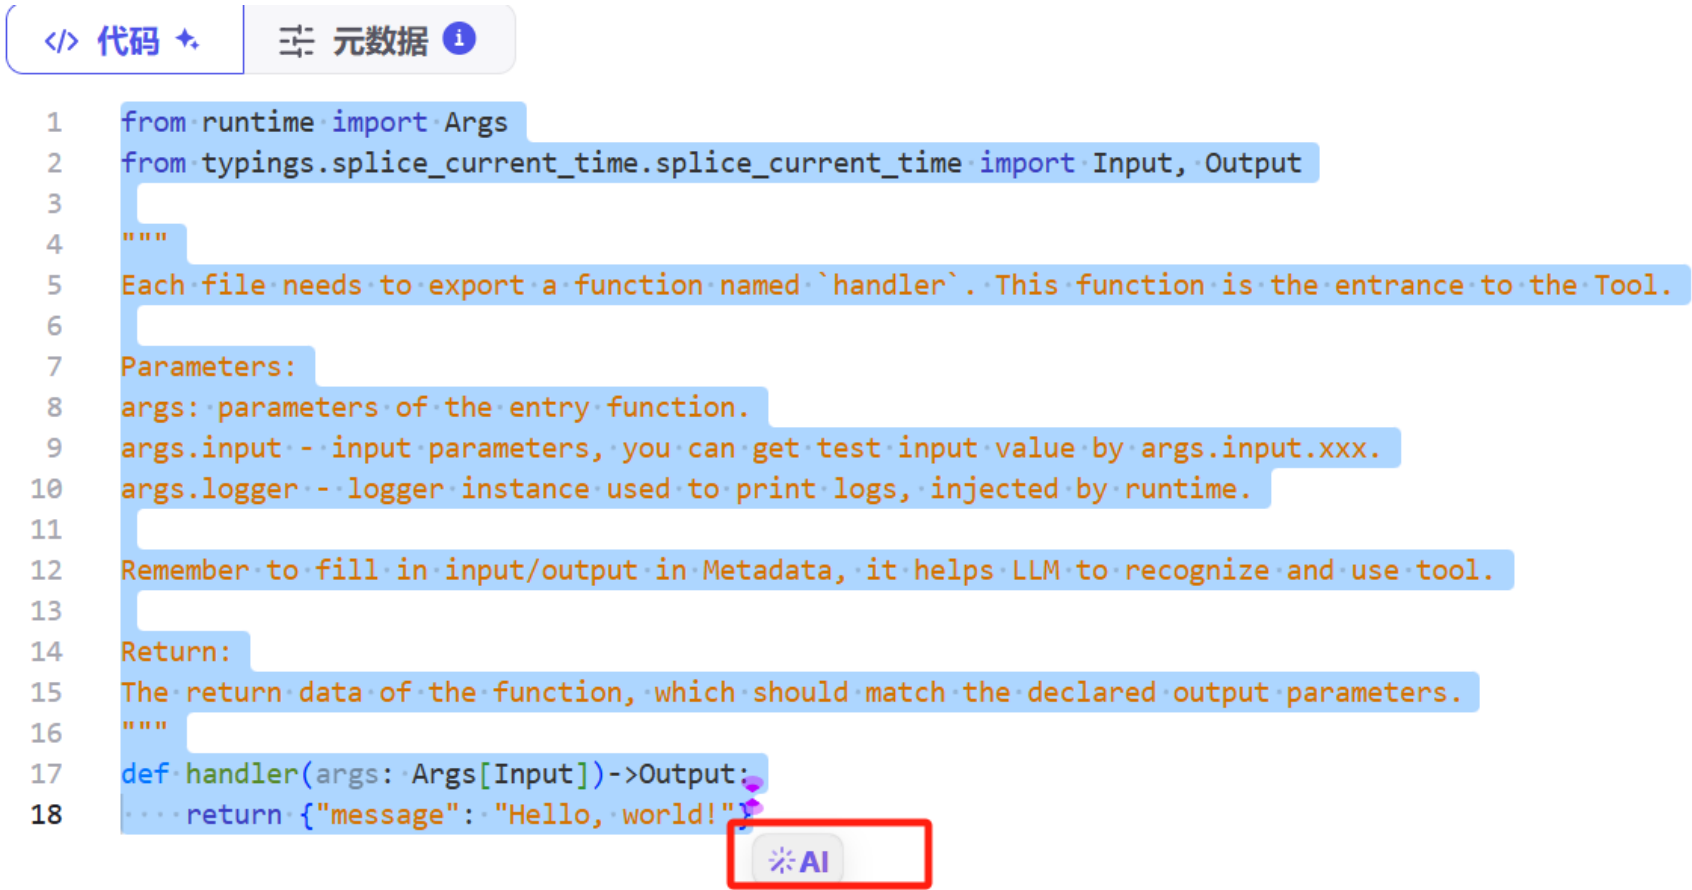 </> 代码
元数据 i
1 from runtime import Args
2 from typings.splice_current_time.splice_current_time import Input, Output
3
4 """
5 Each file needs to export a function named `handler`. This function is the entrance to the Tool.
6
7 Parameters:
8 args: parameters of the entry function.
9 args.input - input parameters, you can get test input value by args.input.xxx.
10 args.logger - logger instance used to print logs, injected by runtime.
11
12 Remember to fill in input/output in Metadata, it helps LLM to recognize and use tool.
13
14 Return:
15 The return data of the function, which should match the declared output parameters.
16 """
17 def handler(args: Args[Input])->Output:
18     return {"message": "Hello, world!"}
AI